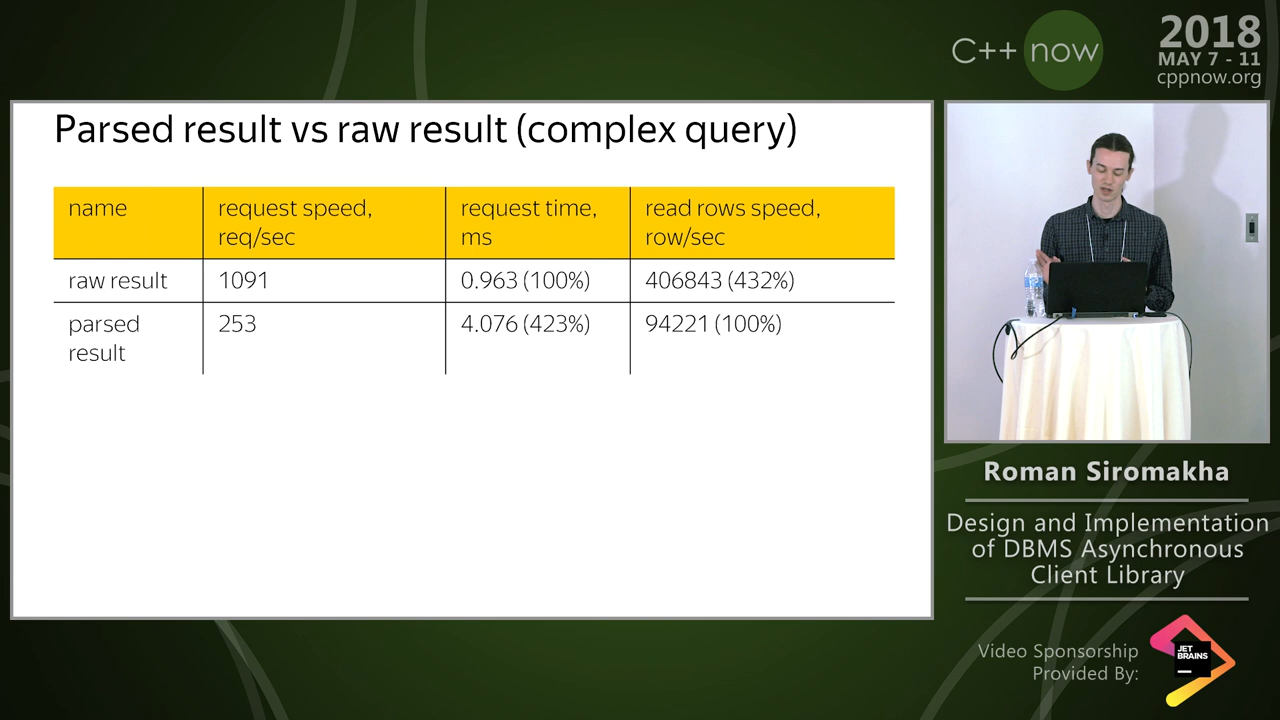 C++ now
2018
MAY 7 - 11
cppnow.org
Parsed result vs raw result (complex query)
name
request speed,
req/sec
request time,
ms
read rows speed,
row/sec
raw result
1091
0.963 (100%)
406843 (432%)
parsed
result
253
4.076 (423%)
94221 (100%)
Roman Siromakha
Design and Implementation
of DBMS Asynchronous
Client Library
Video Sponsorship
Provided By:
JET
BRAINS